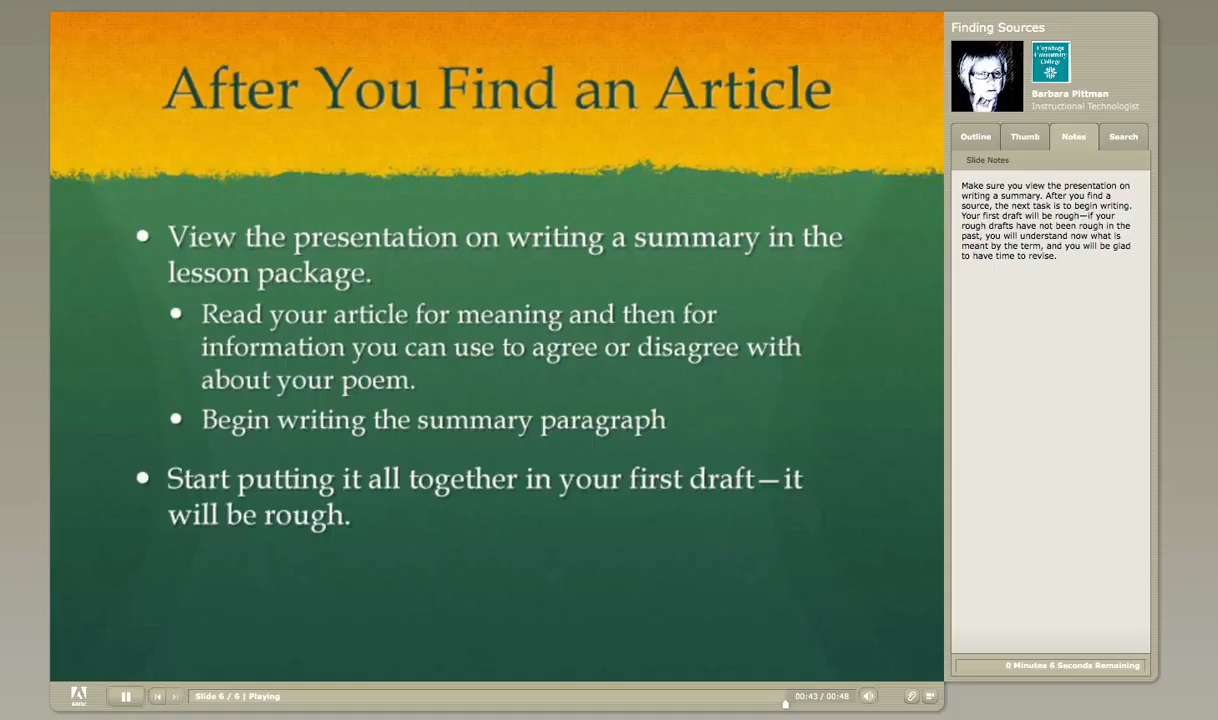 After You Find an Article
View the presentation on writing a summary in the
lesson package.
Read your article for meaning and then for
information you can use to agree or disagree with
about your poem.
Begin writing the summary paragraph
Start putting it all together in your first draft—it
will be rough.
Finding Sources
Cuyahoga
Community
College
Barbara Pittman
Instructional Technologist
Outline
Thumb
Notes
Search
Slide Notes
Make sure you view the presentation on
writing a summary. After you find a
source, the next task is to begin writing.
Your first draft will be rough—if your
rough drafts have not been rough in the
past, you will understand now what is
meant by the term, and you will be glad
to have time to revise.
0 Minutes 6 Seconds Remaining
Slide 6 / 6 | Playing
00:43 / 00:48